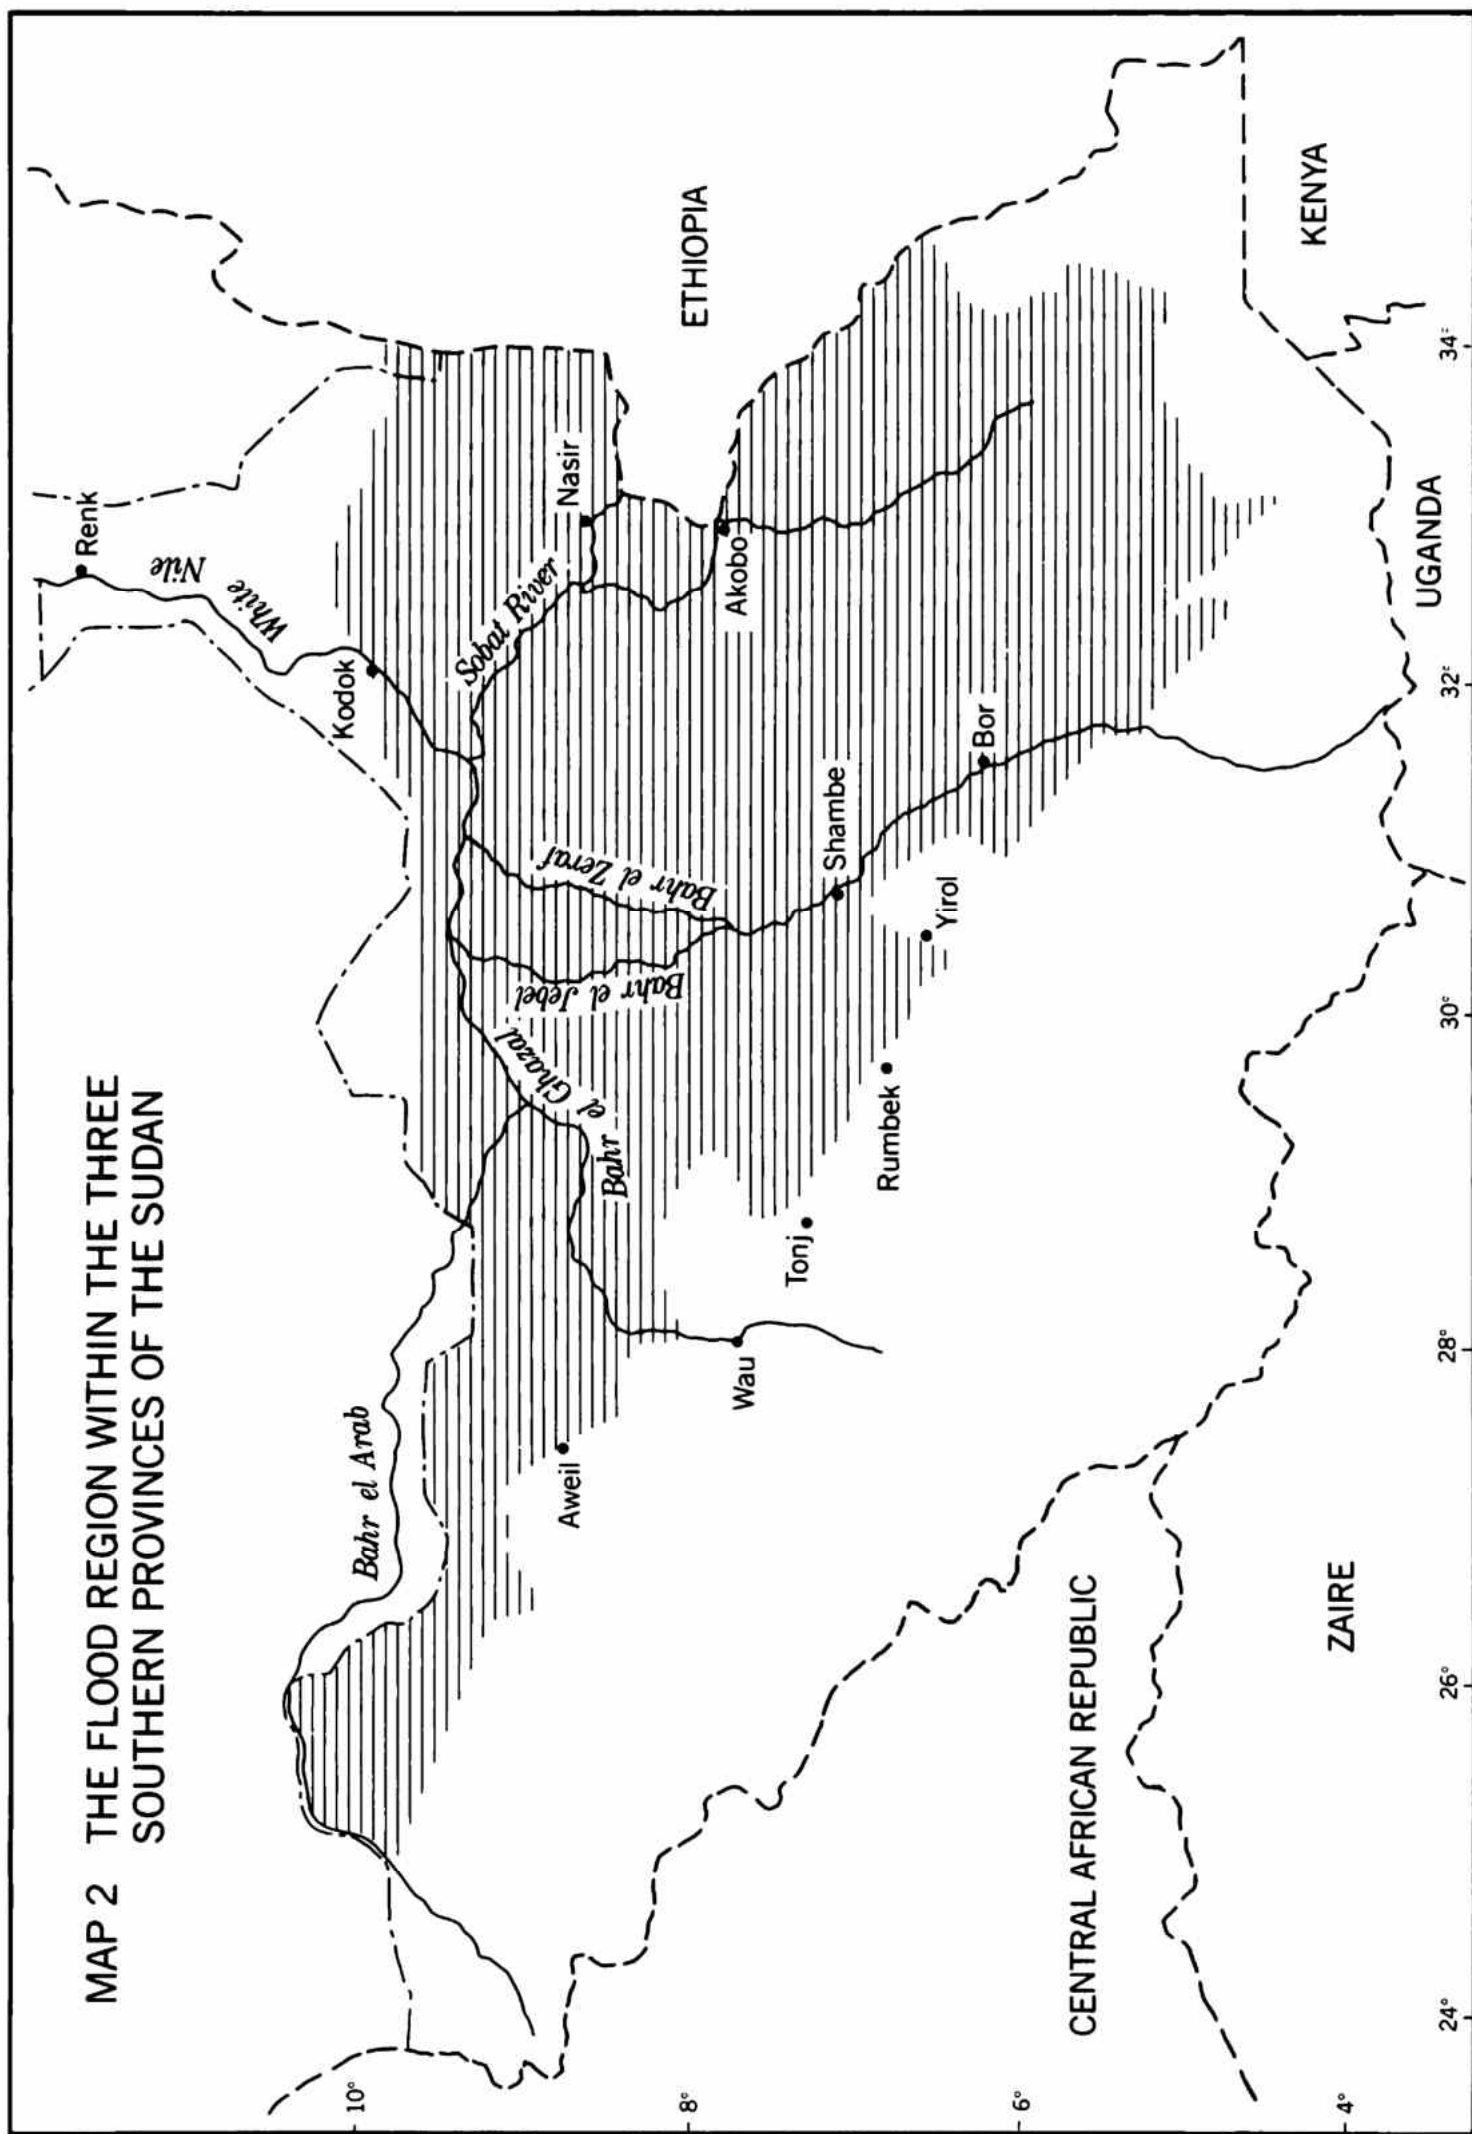 MAP 2 THE FLOOD REGION WITHIN THE THREE
SOUTHERN PROVINCES OF THE SUDAN
Renk
White Nile
Kodok
Sobat River
Nasir
ETHIOPIA
Akobo
Bahr el Arab
Bahr el Ghazal
Bahr el Jebel
Bahr el Zeraf
Shambe
Bor
Yirol
Rumbek
Tonj
Wau
Aweil
CENTRAL AFRICAN REPUBLIC
ZAIRE
UGANDA
KENYA
10°
8°
6°
4°
24°
26°
28°
30°
32°
34°